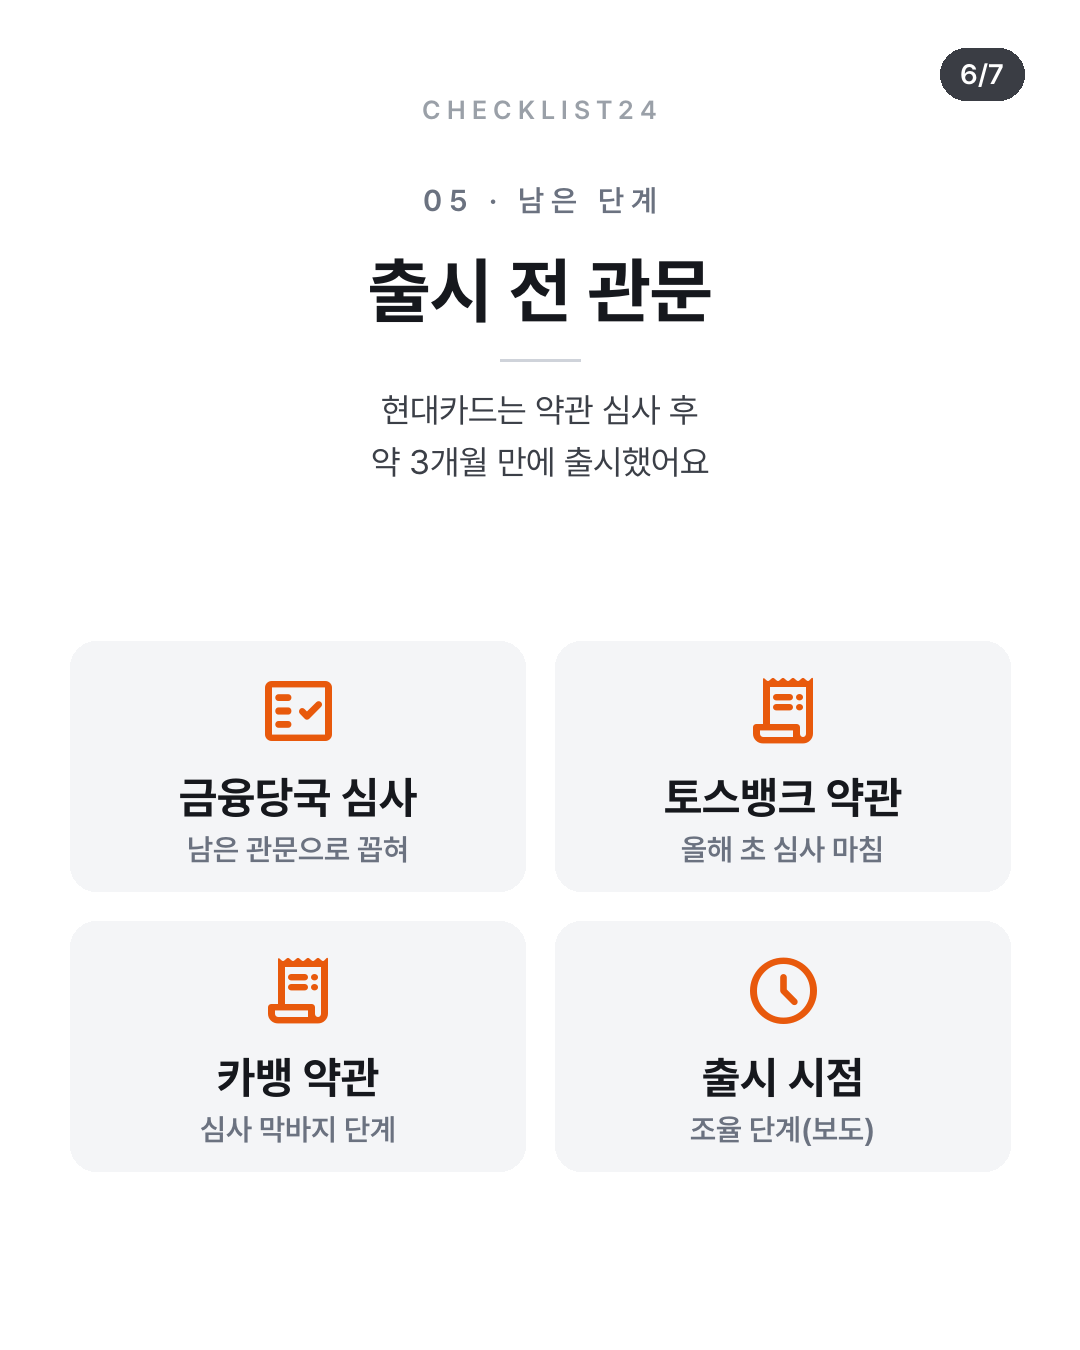 6/7
CHECKLIST24
05 · 남은 단계
출시 전 관문
현대카드는 약관 심사 후
약 3개월 만에 출시했어요
금융당국 심사
남은 관문으로 꼽혀
토스뱅크 약관
올해 초 심사 마침
카뱅 약관
심사 막바지 단계
출시 시점
조율 단계(보도)